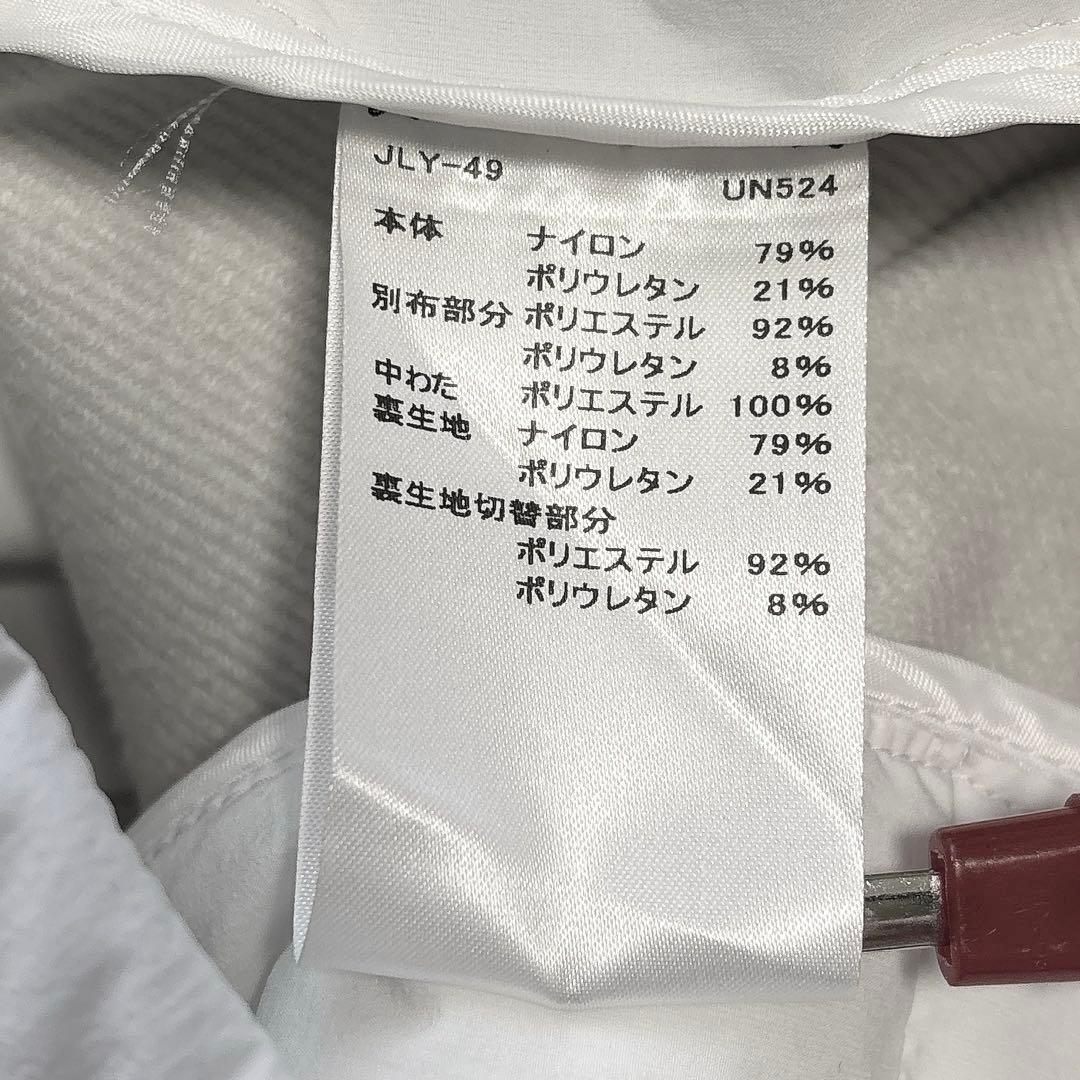 JLY-49 UN524
本体 ナイロン 79%
ポリウレタン 21%
別布部分 ポリエステル 92%
ポリウレタン 8%
中わた ポリエステル 100%
裏生地 ナイロン 79%
ポリウレタン 21%
裏生地切替部分
ポリエステル 92%
ポリウレタン 8%